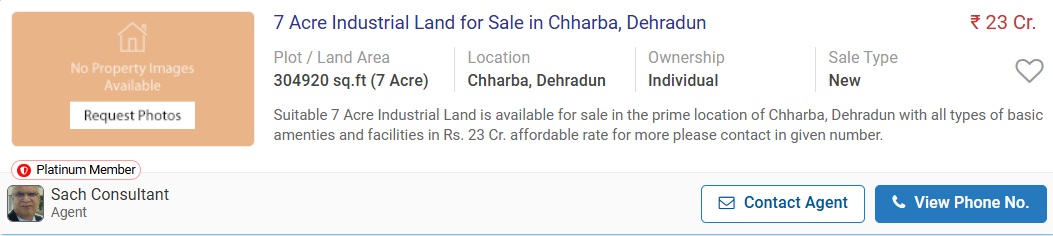 7 Acre Industrial Land for Sale in Chharba, Dehradun
₹ 23 Cr.
No Property Images
Available
Request Photos
Plot / Land Area
304920 sq.ft (7 Acre)
Location
Chharba, Dehradun
Ownership
Individual
Sale Type
New
Suitable 7 Acre Industrial Land is available for sale in the prime location of Chharba, Dehradun with all types of basic
amenties and facilities in Rs. 23 Cr. affordable rate for more please contact in given number.
Platinum Member
Sach Consultant
Agent
Contact Agent
View Phone No.